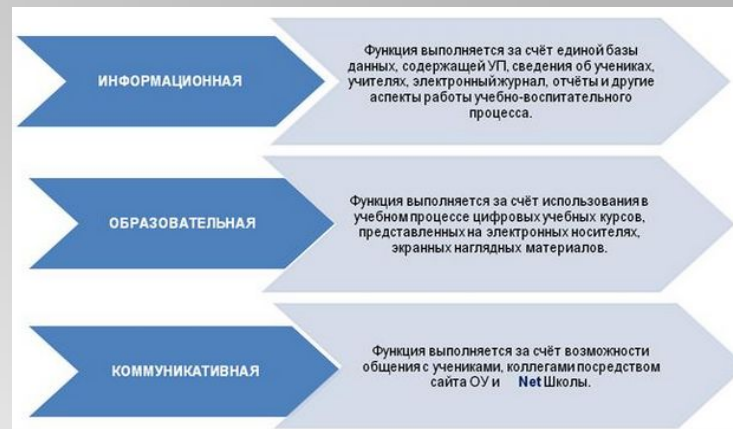 ИНФОРМАЦИОННАЯ
Функция выполняется за счёт единой базы
данных, содержащей УП, сведения об учениках,
учителях, электронный журнал, отчёты и другие
аспекты работы учебно-воспитательного
процесса.
ОБРАЗОВАТЕЛЬНАЯ
Функция выполняется за счёт использования в
учебном процессе цифровых учебных курсов,
представленных на электронных носителях,
экранных наглядных материалов.
КОММУНИКАТИВНАЯ
Функция выполняется за счёт возможности
общения с учениками, коллегами посредством
сайта ОУ и Net Школы.